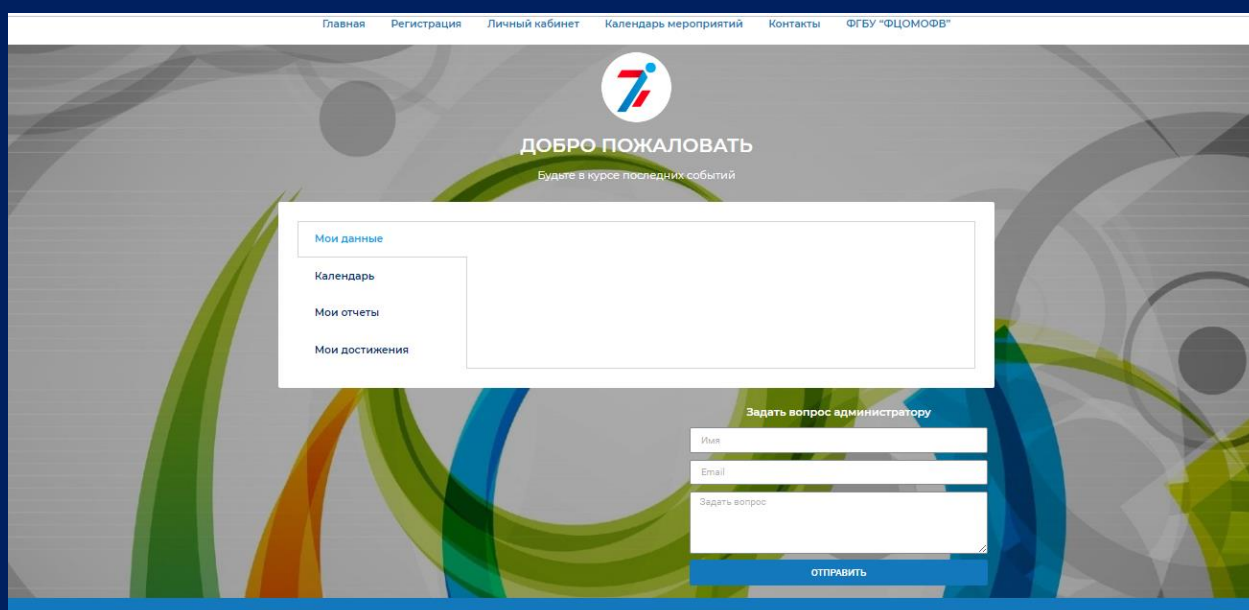 Главная Регистрация Личный кабинет Календарь мероприятий Контакты ФГБУ "ФЦОМОФВ"
ДОБРО ПОЖАЛОВАТЬ
Будьте в курсе последних событий
Мои данные
Календарь
Мои отчеты
Мои достижения
Задать вопрос администратору
Имя
Email
Задать вопрос
ОТПРАВИТЬ